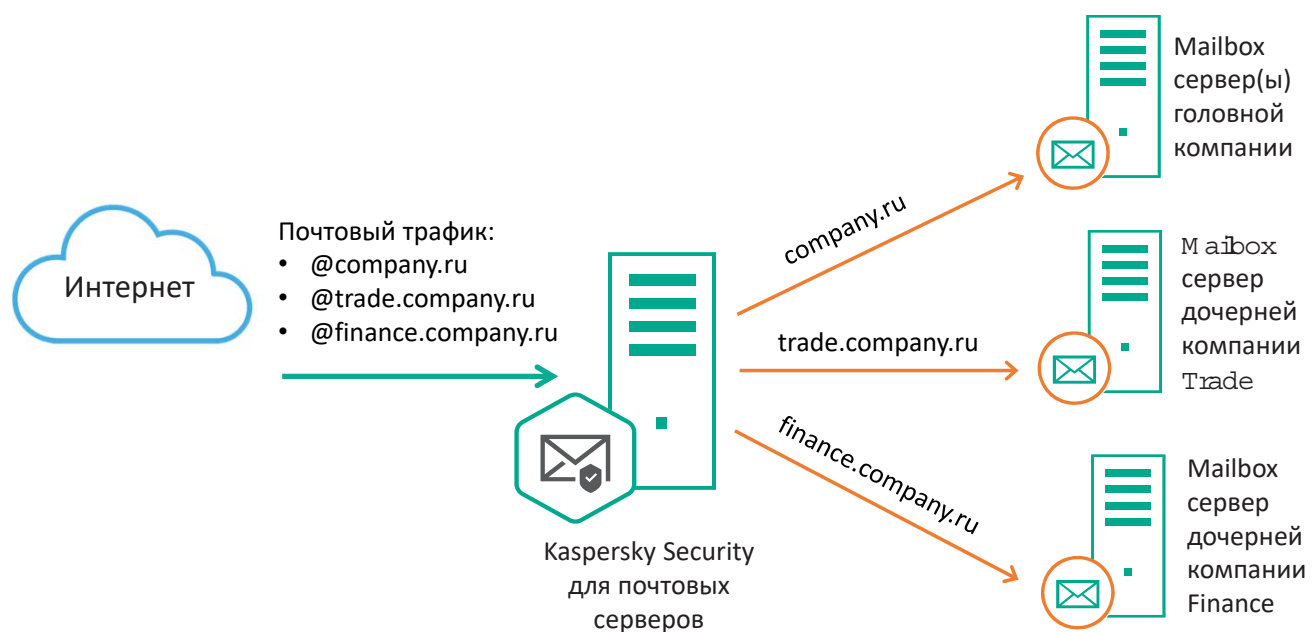 Интернет
Почтовый трафик:
• @company.ru
• @trade.company.ru
• @finance.company.ru
Kaspersky Security
для почтовых
серверов
company.ru
trade.company.ru
finance.company.ru
Mailbox
сервер(ы)
головной
компании
Mailbox
сервер
дочерней
компании
Trade
Mailbox
сервер
дочерней
компании
Finance